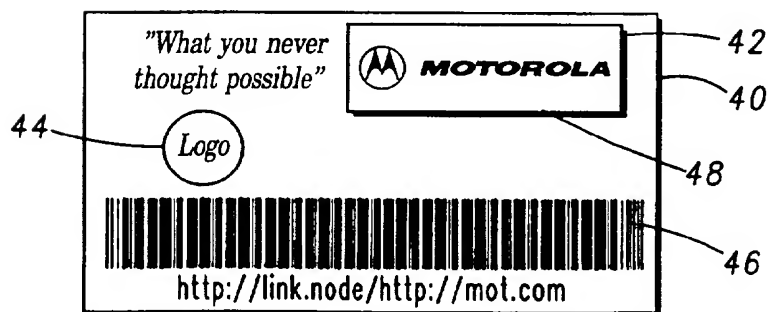 "What you never
thought possible"
MOTOROLA
42
40
44
Logo
48
46
http://link.node/http://mot.com